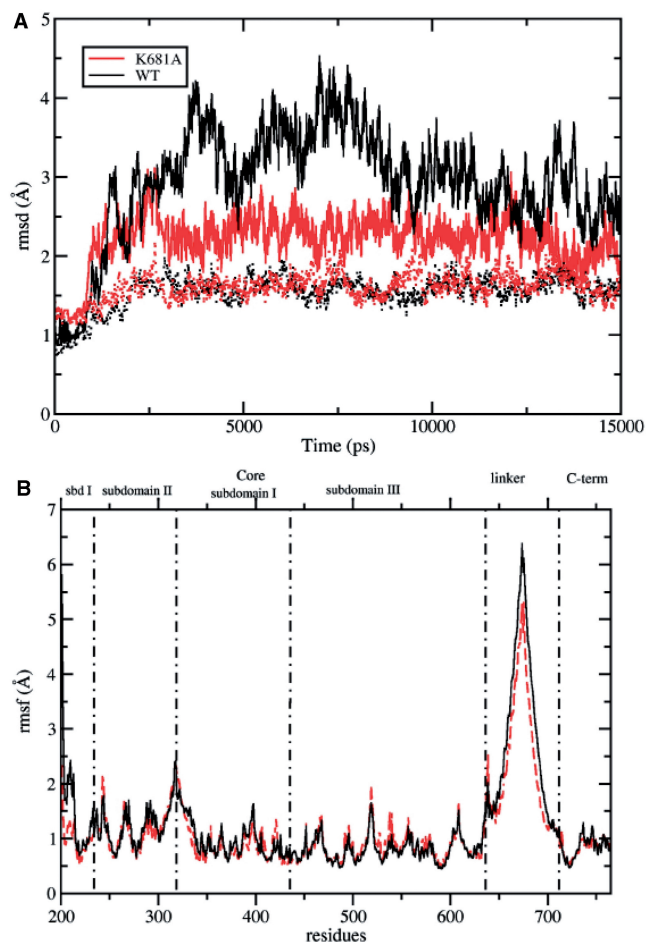 A
5
K681A
WT
4
3
rmsd (Å)
2
1
0
0 5000 10000 15000
Time (ps)
B
sbd I subdomain II Core subdomain I subdomain III linker C-term
7
6
5
4
rmsf (Å)
3
2
1
0
200 300 400 500 600 700
residues